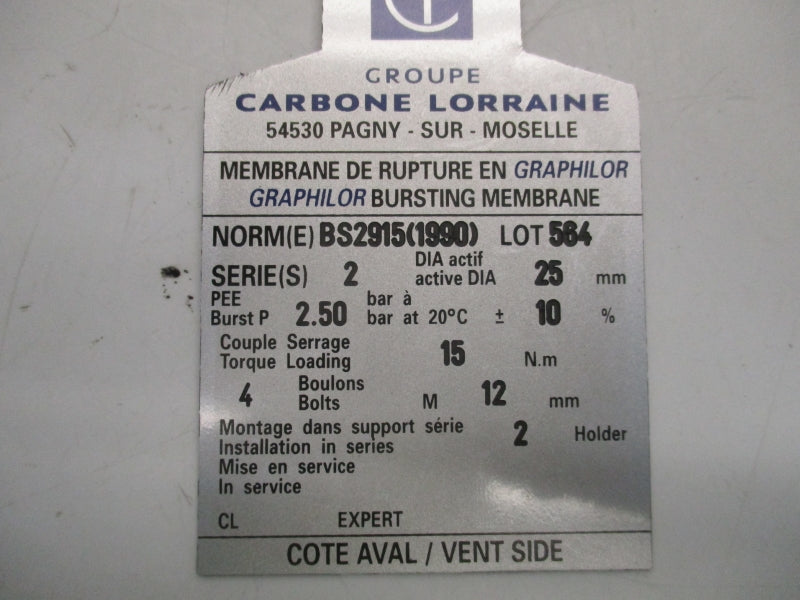 GROUPE
CARBONE LORRAINE
54530 PAGNY - SUR - MOSELLE
MEMBRANE DE RUPTURE EN GRAPHILOR
GRAPHILOR BURSTING MEMBRANE
NORM(E) BS2915(1990) LOT 564
SERIE(S) 2 DIA actif
active DIA 25 mm
PEE
Burst P 2.50 bar à
bar at 20°C ± 10 %
Couple Serrage
Torque Loading 15 N.m
4 Boulons
Bolts M 12 mm
Montage dans support série
Installation in series 2 Holder
Mise en service
In service
CL EXPERT
COTE AVAL / VENT SIDE